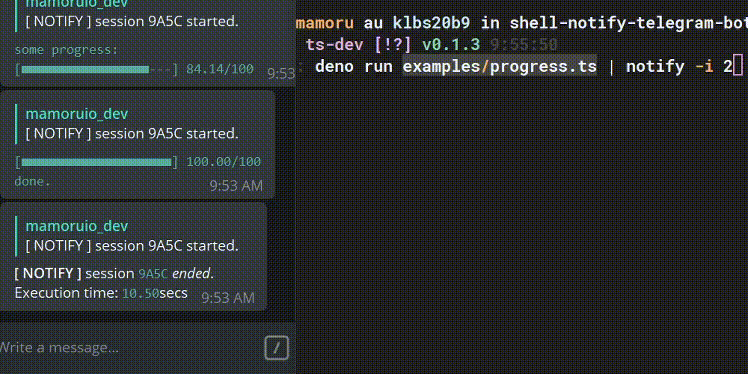 mamoruio_dev
[ NOTIFY ] session 9A5C started.
some progress:
[■■■■■■■■■■■■■■■■■---] 84.14/100
9:53
mamoruio_dev
[ NOTIFY ] session 9A5C started.
[■■■■■■■■■■■■■■■■■■■■] 100.00/100
done.
9:53 AM
mamoruio_dev
[ NOTIFY ] session 9A5C started.
[ NOTIFY ] session 9A5C ended.
Execution time: 10.50secs
9:53 AM
Write a message...
/
mamoru au klbs20b9 in shell-notify-telegram-bot
ts-dev [!?] v0.1.3 9:55:50
: deno run examples/progress.ts | notify -i 2